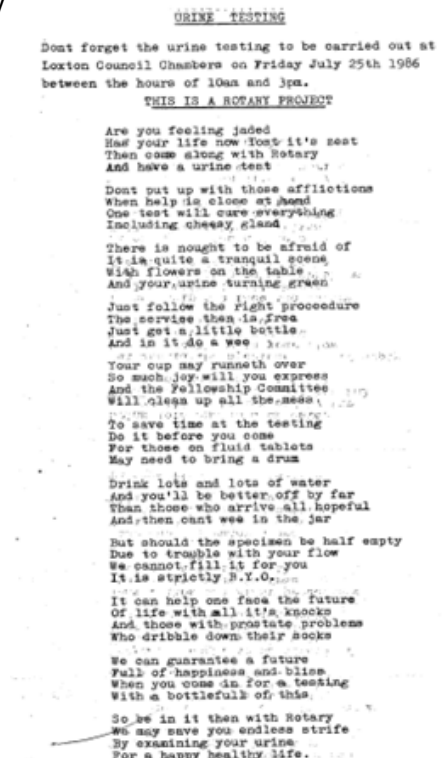 URINE TESTING
Dont forget the urine testing to be carried out at
Loxton Council Chambers on Friday July 25th 1986
between the hours of 10am and 3pm.
THIS IS A ROTARY PROJECT
Are you feeling jaded
Has your life now lost it's zest
Then come along with Rotary
And have a urine test
Dont put up with those afflictions
When help is close at hand
One test will cure everything
Including cheesy gland
There is nought to be afraid of
It is quite a tranquil scene
With flowers on the table
And your urine turning green
Just follow the right proceedure
The service then is free
Just get a little bottle
And in it do a wee
Your cup may runneth over
So much joy will you express
And the Fellowship Committee
Will clean up all the mess
To save time at the testing
Do it before you come
For those on fluid tablets
May need to bring a drum
Drink lots and lots of water
And you'll be better off by far
Than those who arrive all hopeful
And then cant wee in the jar
But should the specimen be half empty
Due to trouble with your flow
We cannot fill it for you
It is strictly B.Y.O.
It can help one face the future
Of life with all it's knocks
And those with prostate problems
Who dribble down their socks
We can guarantee a future
Full of happiness and bliss
When you come in for a testing
With a bottlefull of this
So be in it then with Rotary
We may save you endless strife
By examining your urine
For a happy healthy life.